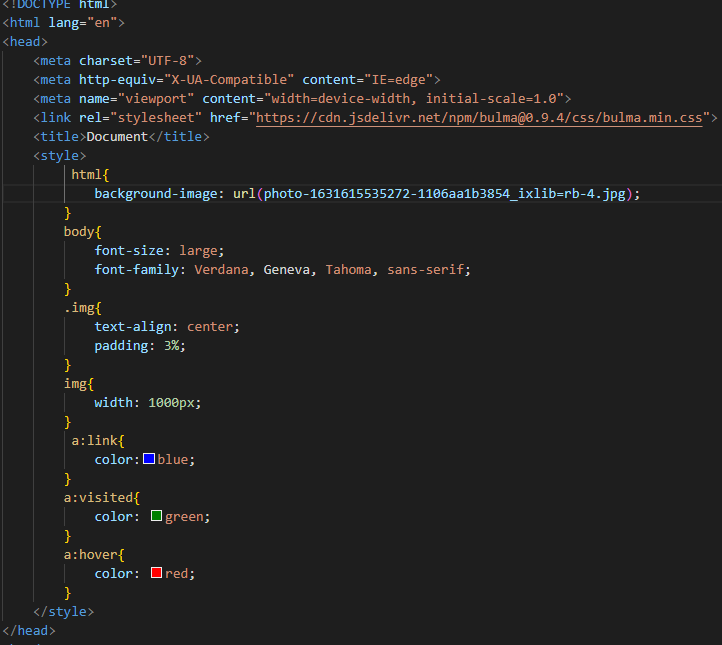 <!DOCTYPE html>
<html lang="en">
<head>
    <meta charset="UTF-8">
    <meta http-equiv="X-UA-Compatible" content="IE=edge">
    <meta name="viewport" content="width=device-width, initial-scale=1.0">
    <link rel="stylesheet" href="https://cdn.jsdelivr.net/npm/bulma@0.9.4/css/bulma.min.css">
    <title>Document</title>
    <style>
         html{
            background-image: url(photo-1631615535272-1106aa1b3854_ixlib=rb-4.jpg);
        }
        body{
            font-size: large;
            font-family: Verdana, Geneva, Tahoma, sans-serif;
        }
        .img{
            text-align: center;
            padding: 3%;
        }
        img{
            width: 1000px;
        }
         a:link{
            color:blue;
        }
        a:visited{
            color: green;
        }
        a:hover{
            color: red;
        }
    </style>
</head>